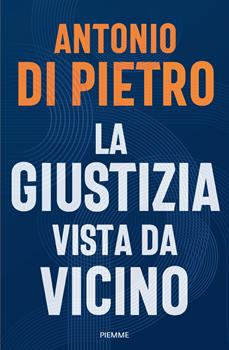 ANTONIO
DI PIETRO
LA
GIUSTIZIA
VISTA DA
VICINO
PIEMME